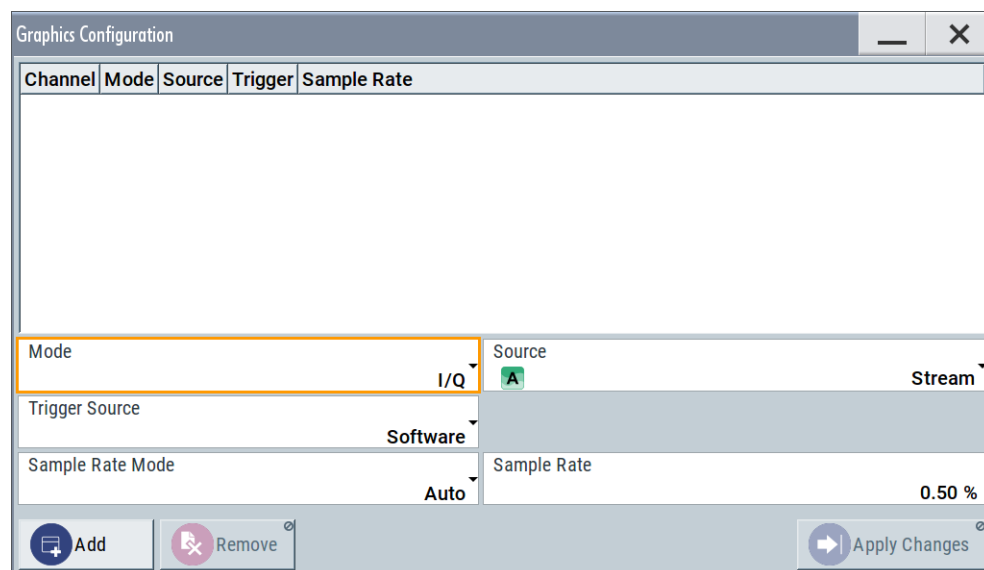 Graphics Configuration
Channel Mode Source Trigger Sample Rate
Mode
I/Q
Source
A Stream
Trigger Source
Software
Sample Rate Mode
Auto
Sample Rate
0.50 %
Add
Remove
Apply Changes